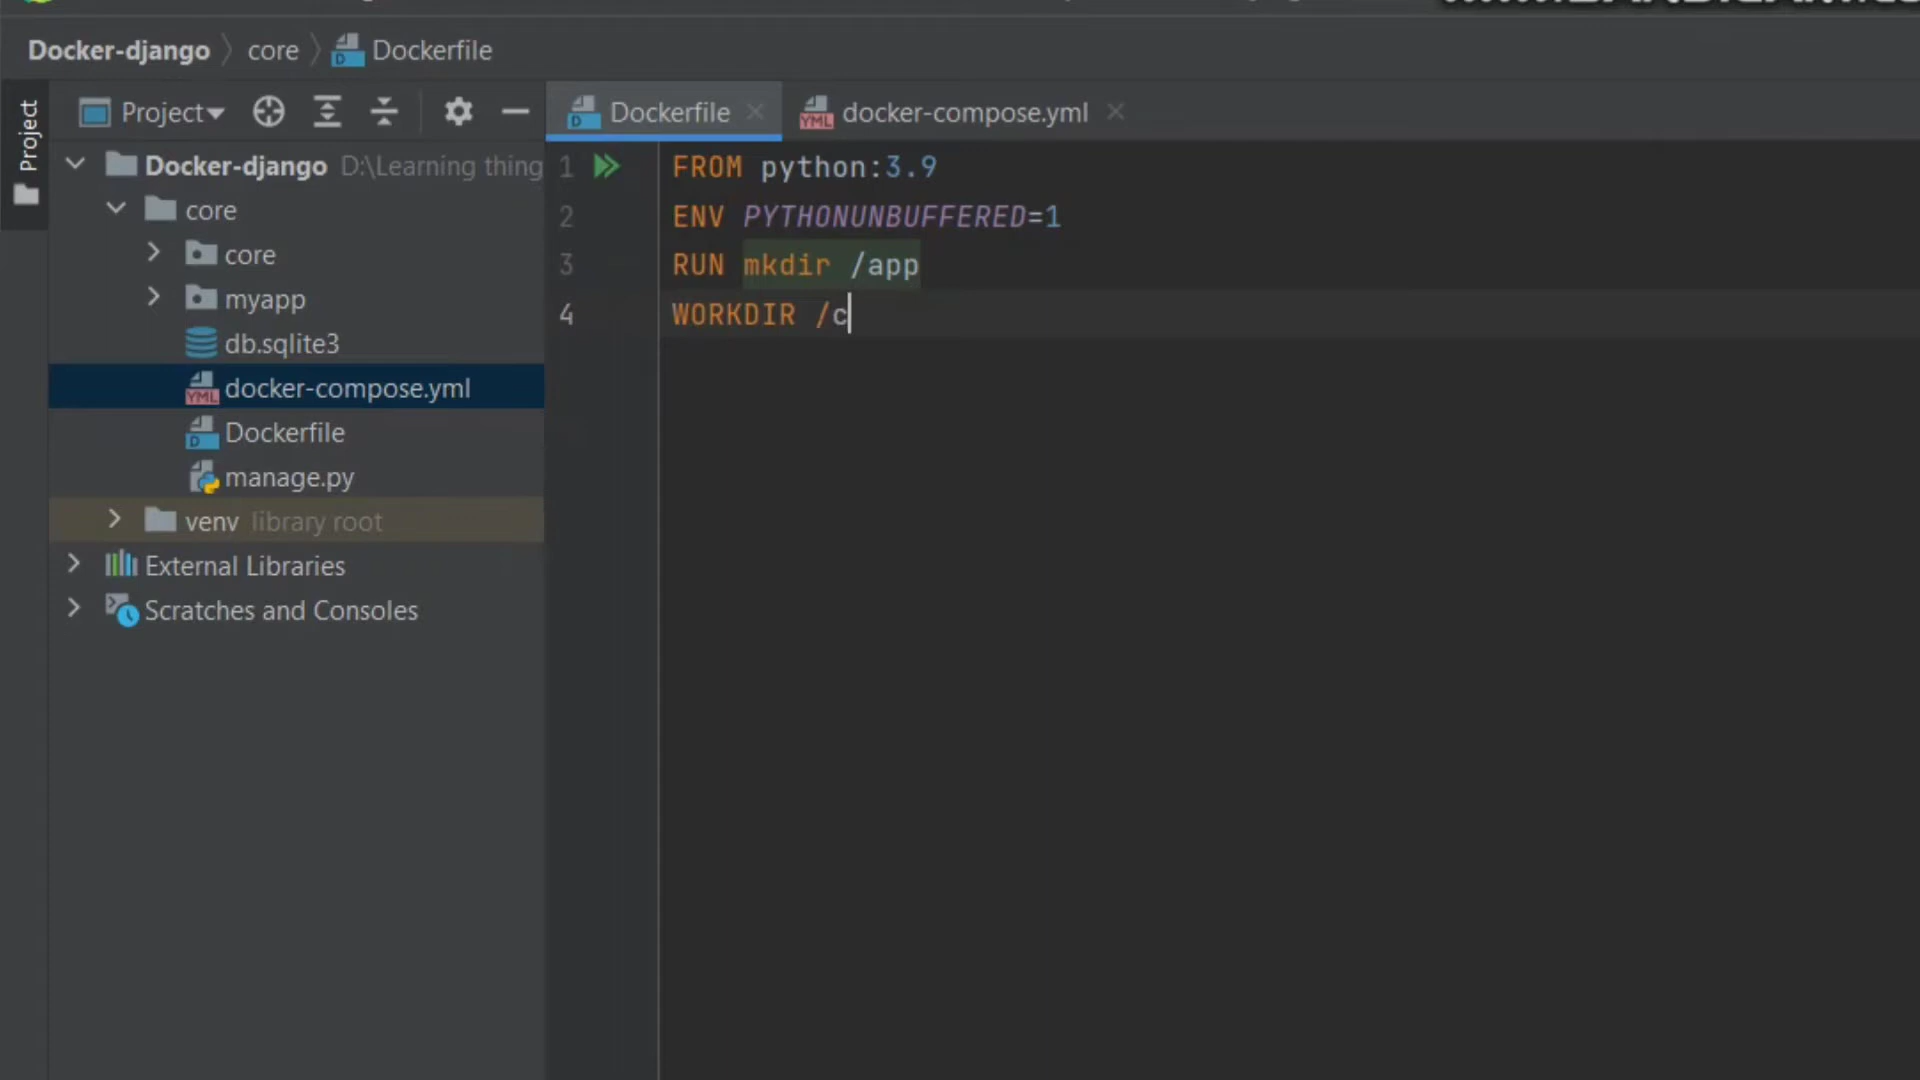 Docker-django core Dockerfile
Project
Project
Dockerfile
docker-compose.yml
Docker-django D:\Learning thing
core
core
myapp
db.sqlite3
docker-compose.yml
Dockerfile
manage.py
venv library root
External Libraries
Scratches and Consoles
1 FROM python:3.9
2 ENV PYTHONUNBUFFERED=1
3 RUN mkdir /app
4 WORKDIR /c